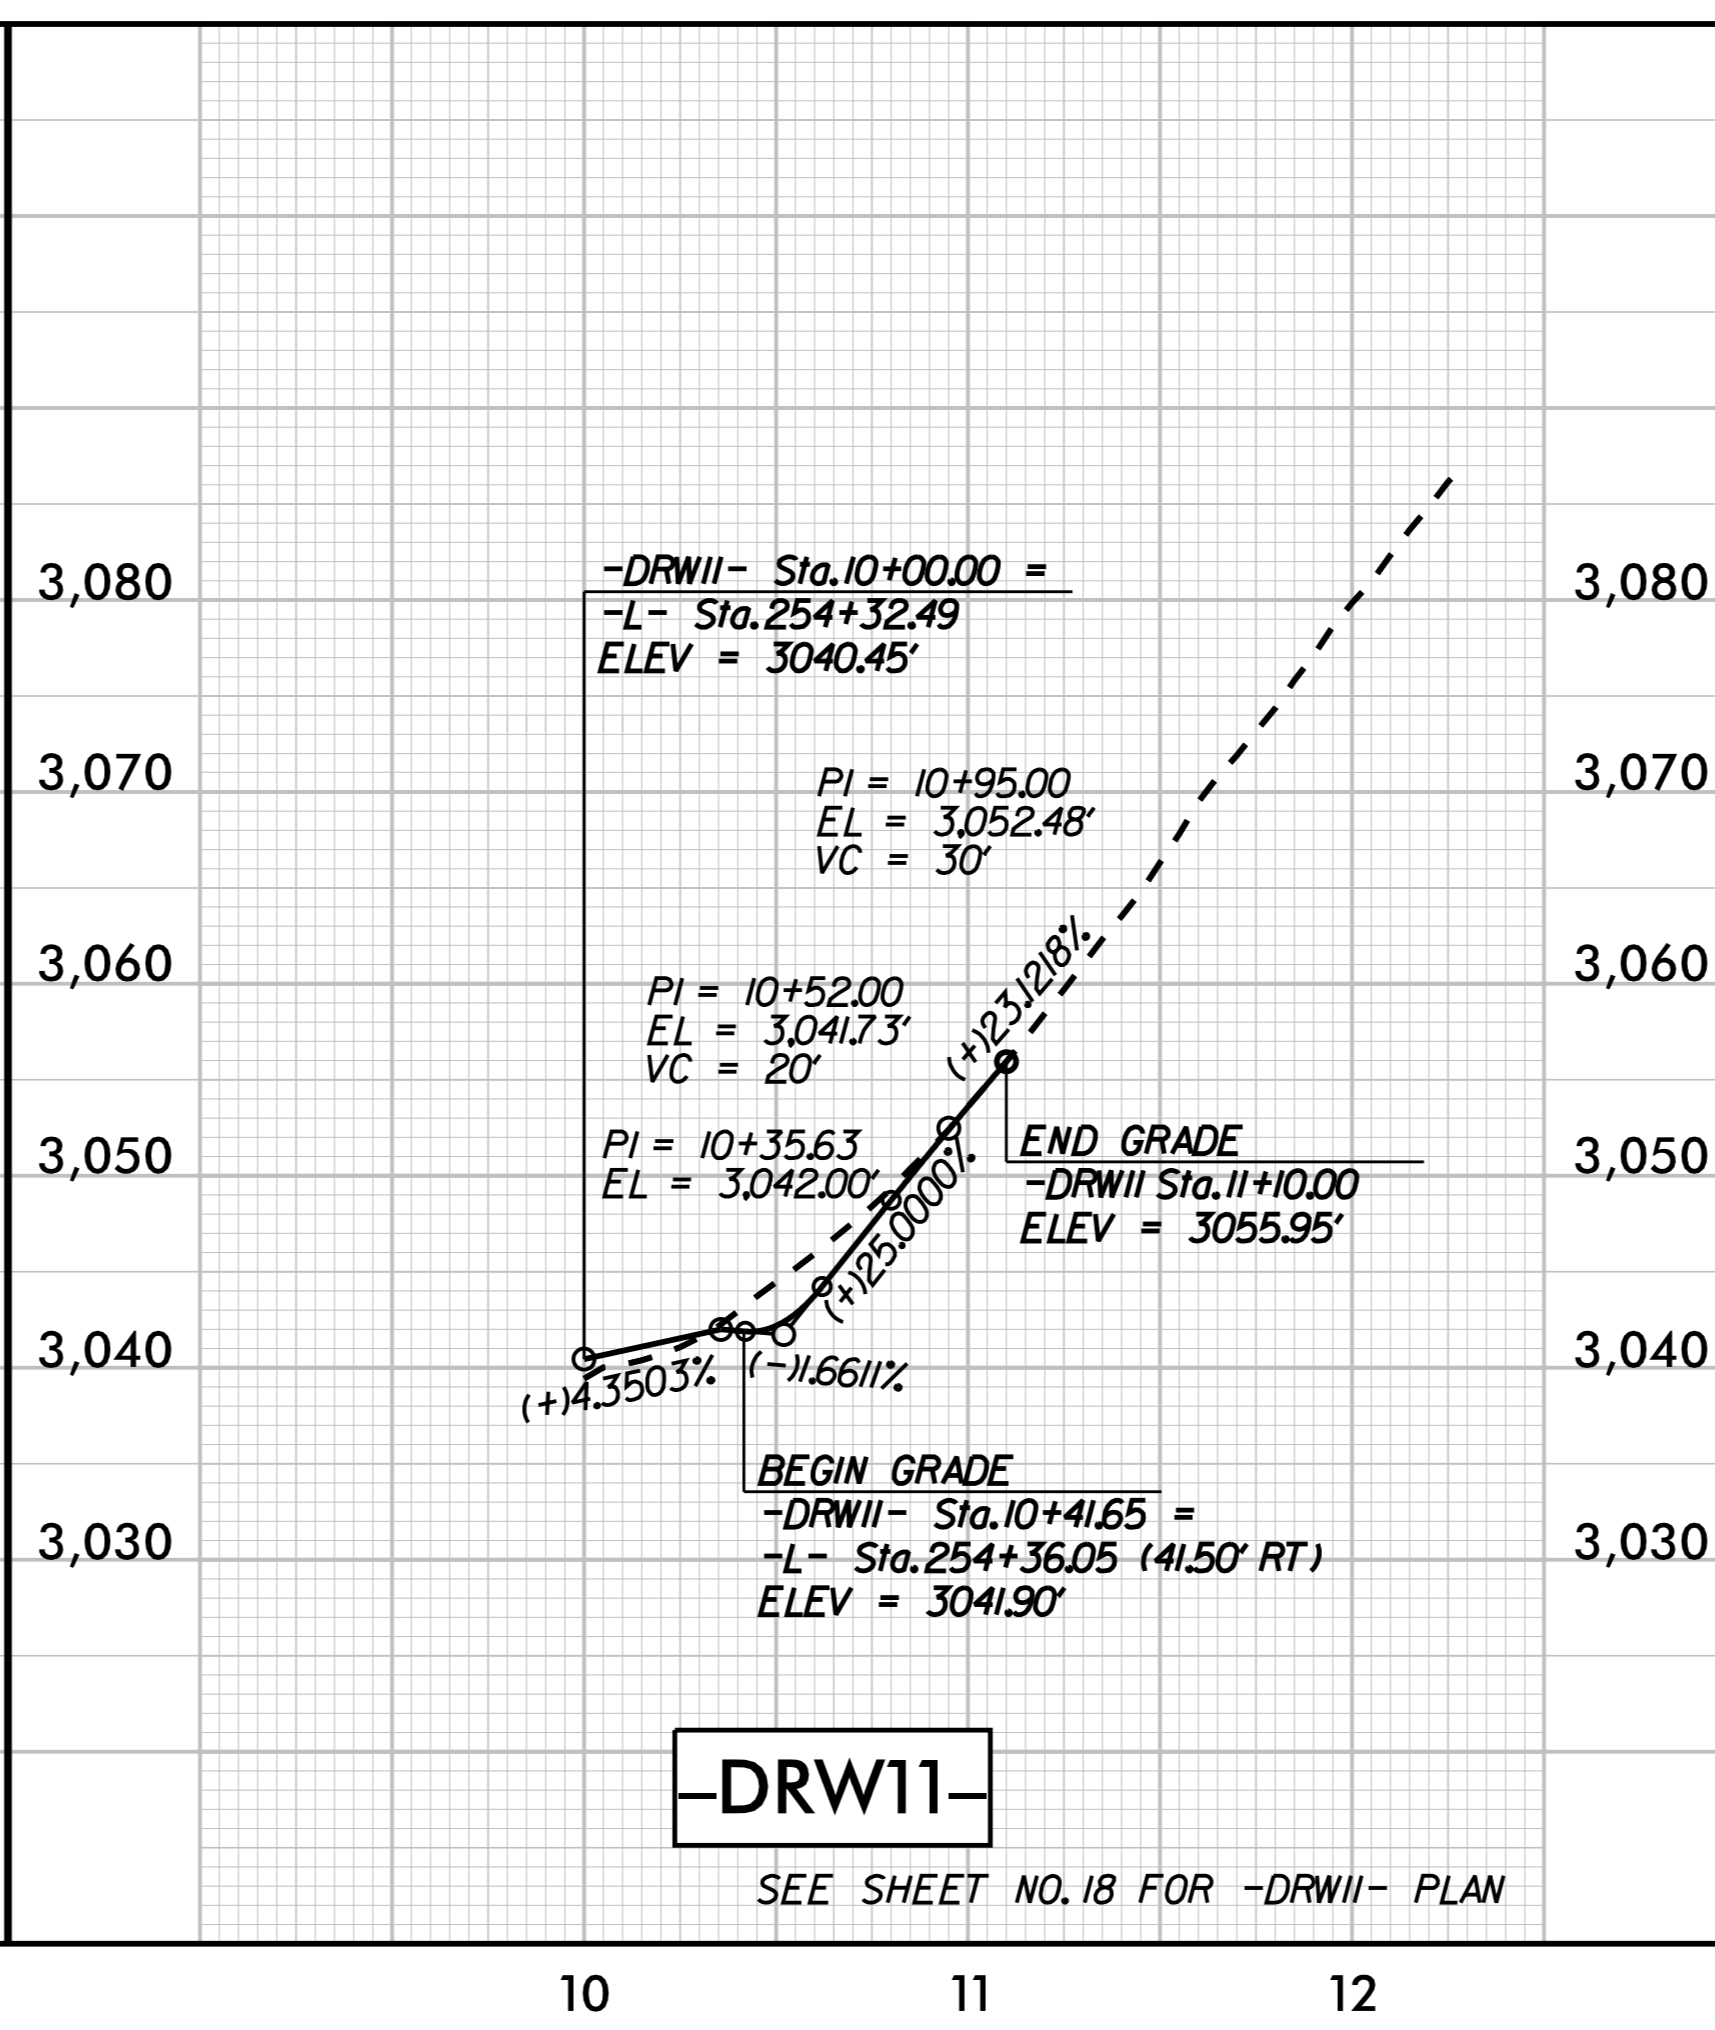 -DRW11- Sta. 10+00.00 =
-L- Sta. 254+32.49
ELEV = 3040.45'
3,080
3,080
PI = 10+95.00
EL = 3,052.48'
VC = 30'
3,070
3,070
3,060
3,060
PI = 10+52.00
EL = 3,041.73'
VC = 20'
(+)23.1218%
PI = 10+35.63
EL = 3,042.00'
3,050
3,050
(+)25.0000%
END GRADE
-DRW11 Sta. 11+10.00
ELEV = 3055.95'
3,040
3,040
(+)4.3503%
(-)1.6611%
BEGIN GRADE
-DRW11- Sta. 10+41.65 =
-L- Sta. 254+36.05 (41.50' RT)
ELEV = 3041.90'
3,030
3,030
-DRW11-
SEE SHEET NO. 18 FOR -DRW11- PLAN
10
11
12